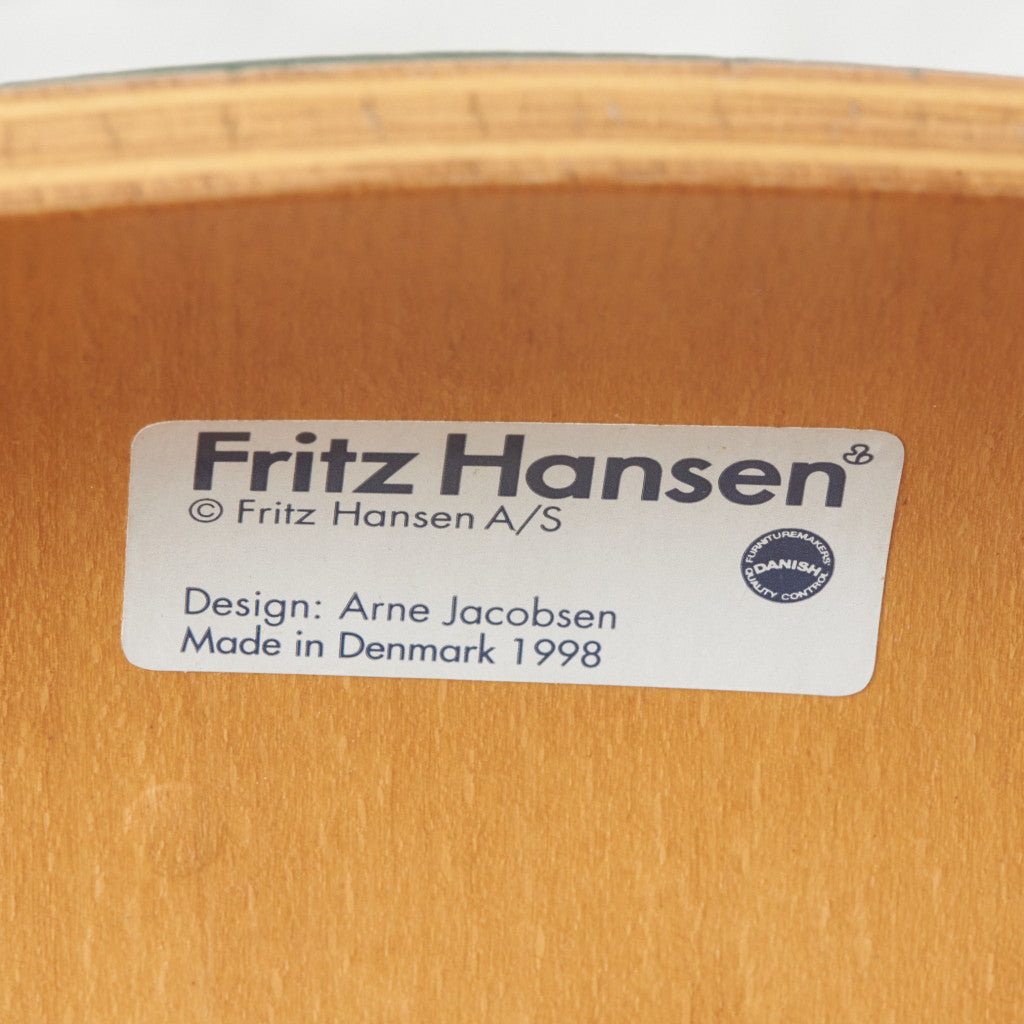 Fritz Hansen
© Fritz Hansen A/S
FURNITUREMAKERS'
DANISH
QUALITY CONTROL
Design: Arne Jacobsen
Made in Denmark 1998